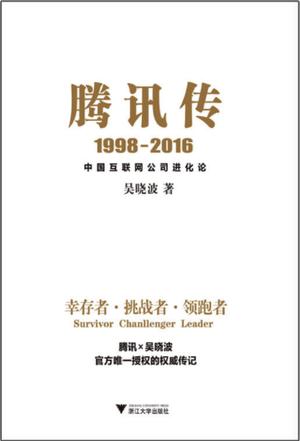 腾讯传
1998-2016
中国互联网公司进化论
吴晓波 著
幸存者·挑战者·领跑者
Survivor Chanllenger Leader
腾讯×吴晓波
官方唯一授权的权威传记
浙江大学出版社